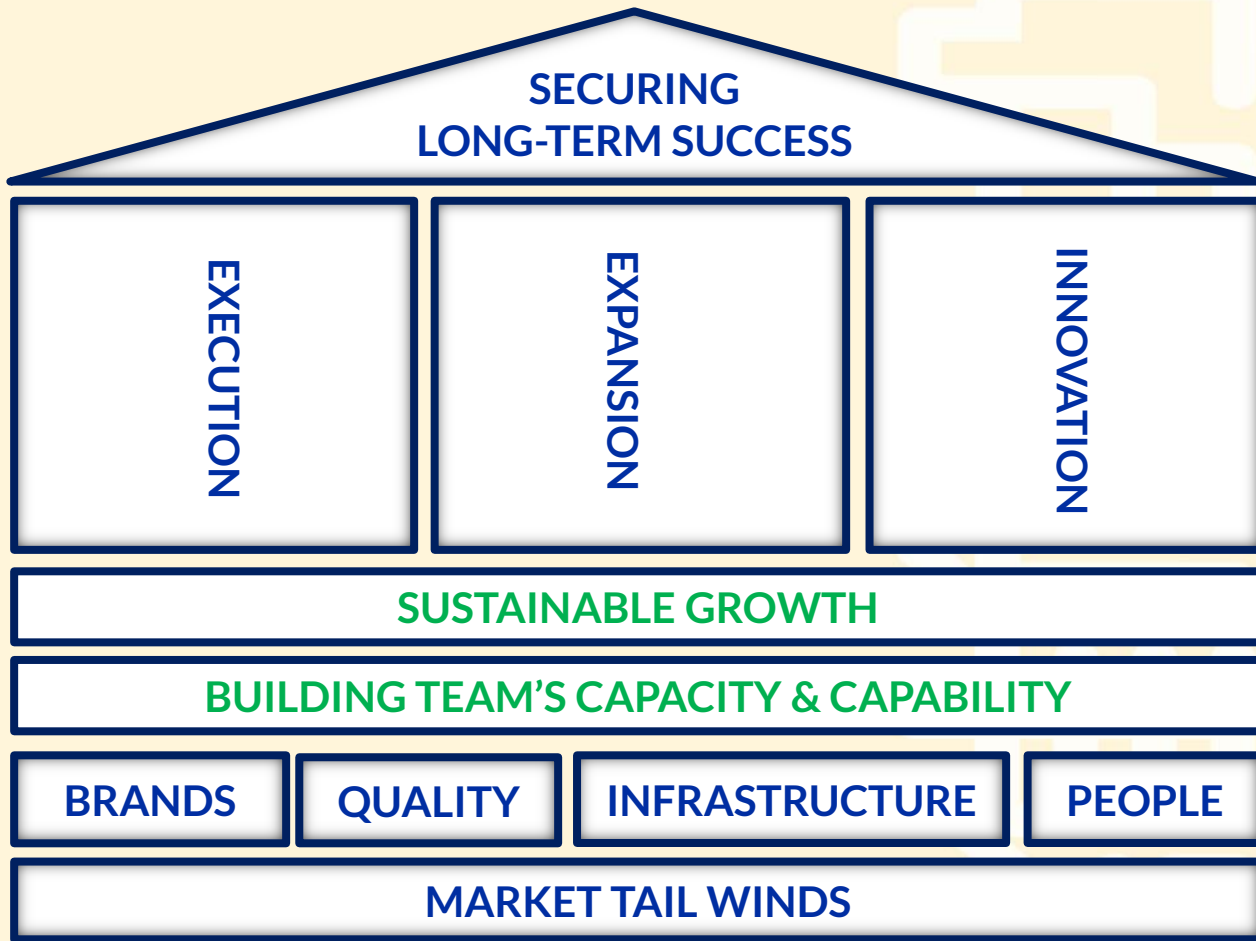 SECURING
LONG-TERM SUCCESS
EXECUTION
EXPANSION
INNOVATION
SUSTAINABLE GROWTH
BUILDING TEAM’S CAPACITY & CAPABILITY
BRANDS
QUALITY
INFRASTRUCTURE
PEOPLE
MARKET TAIL WINDS